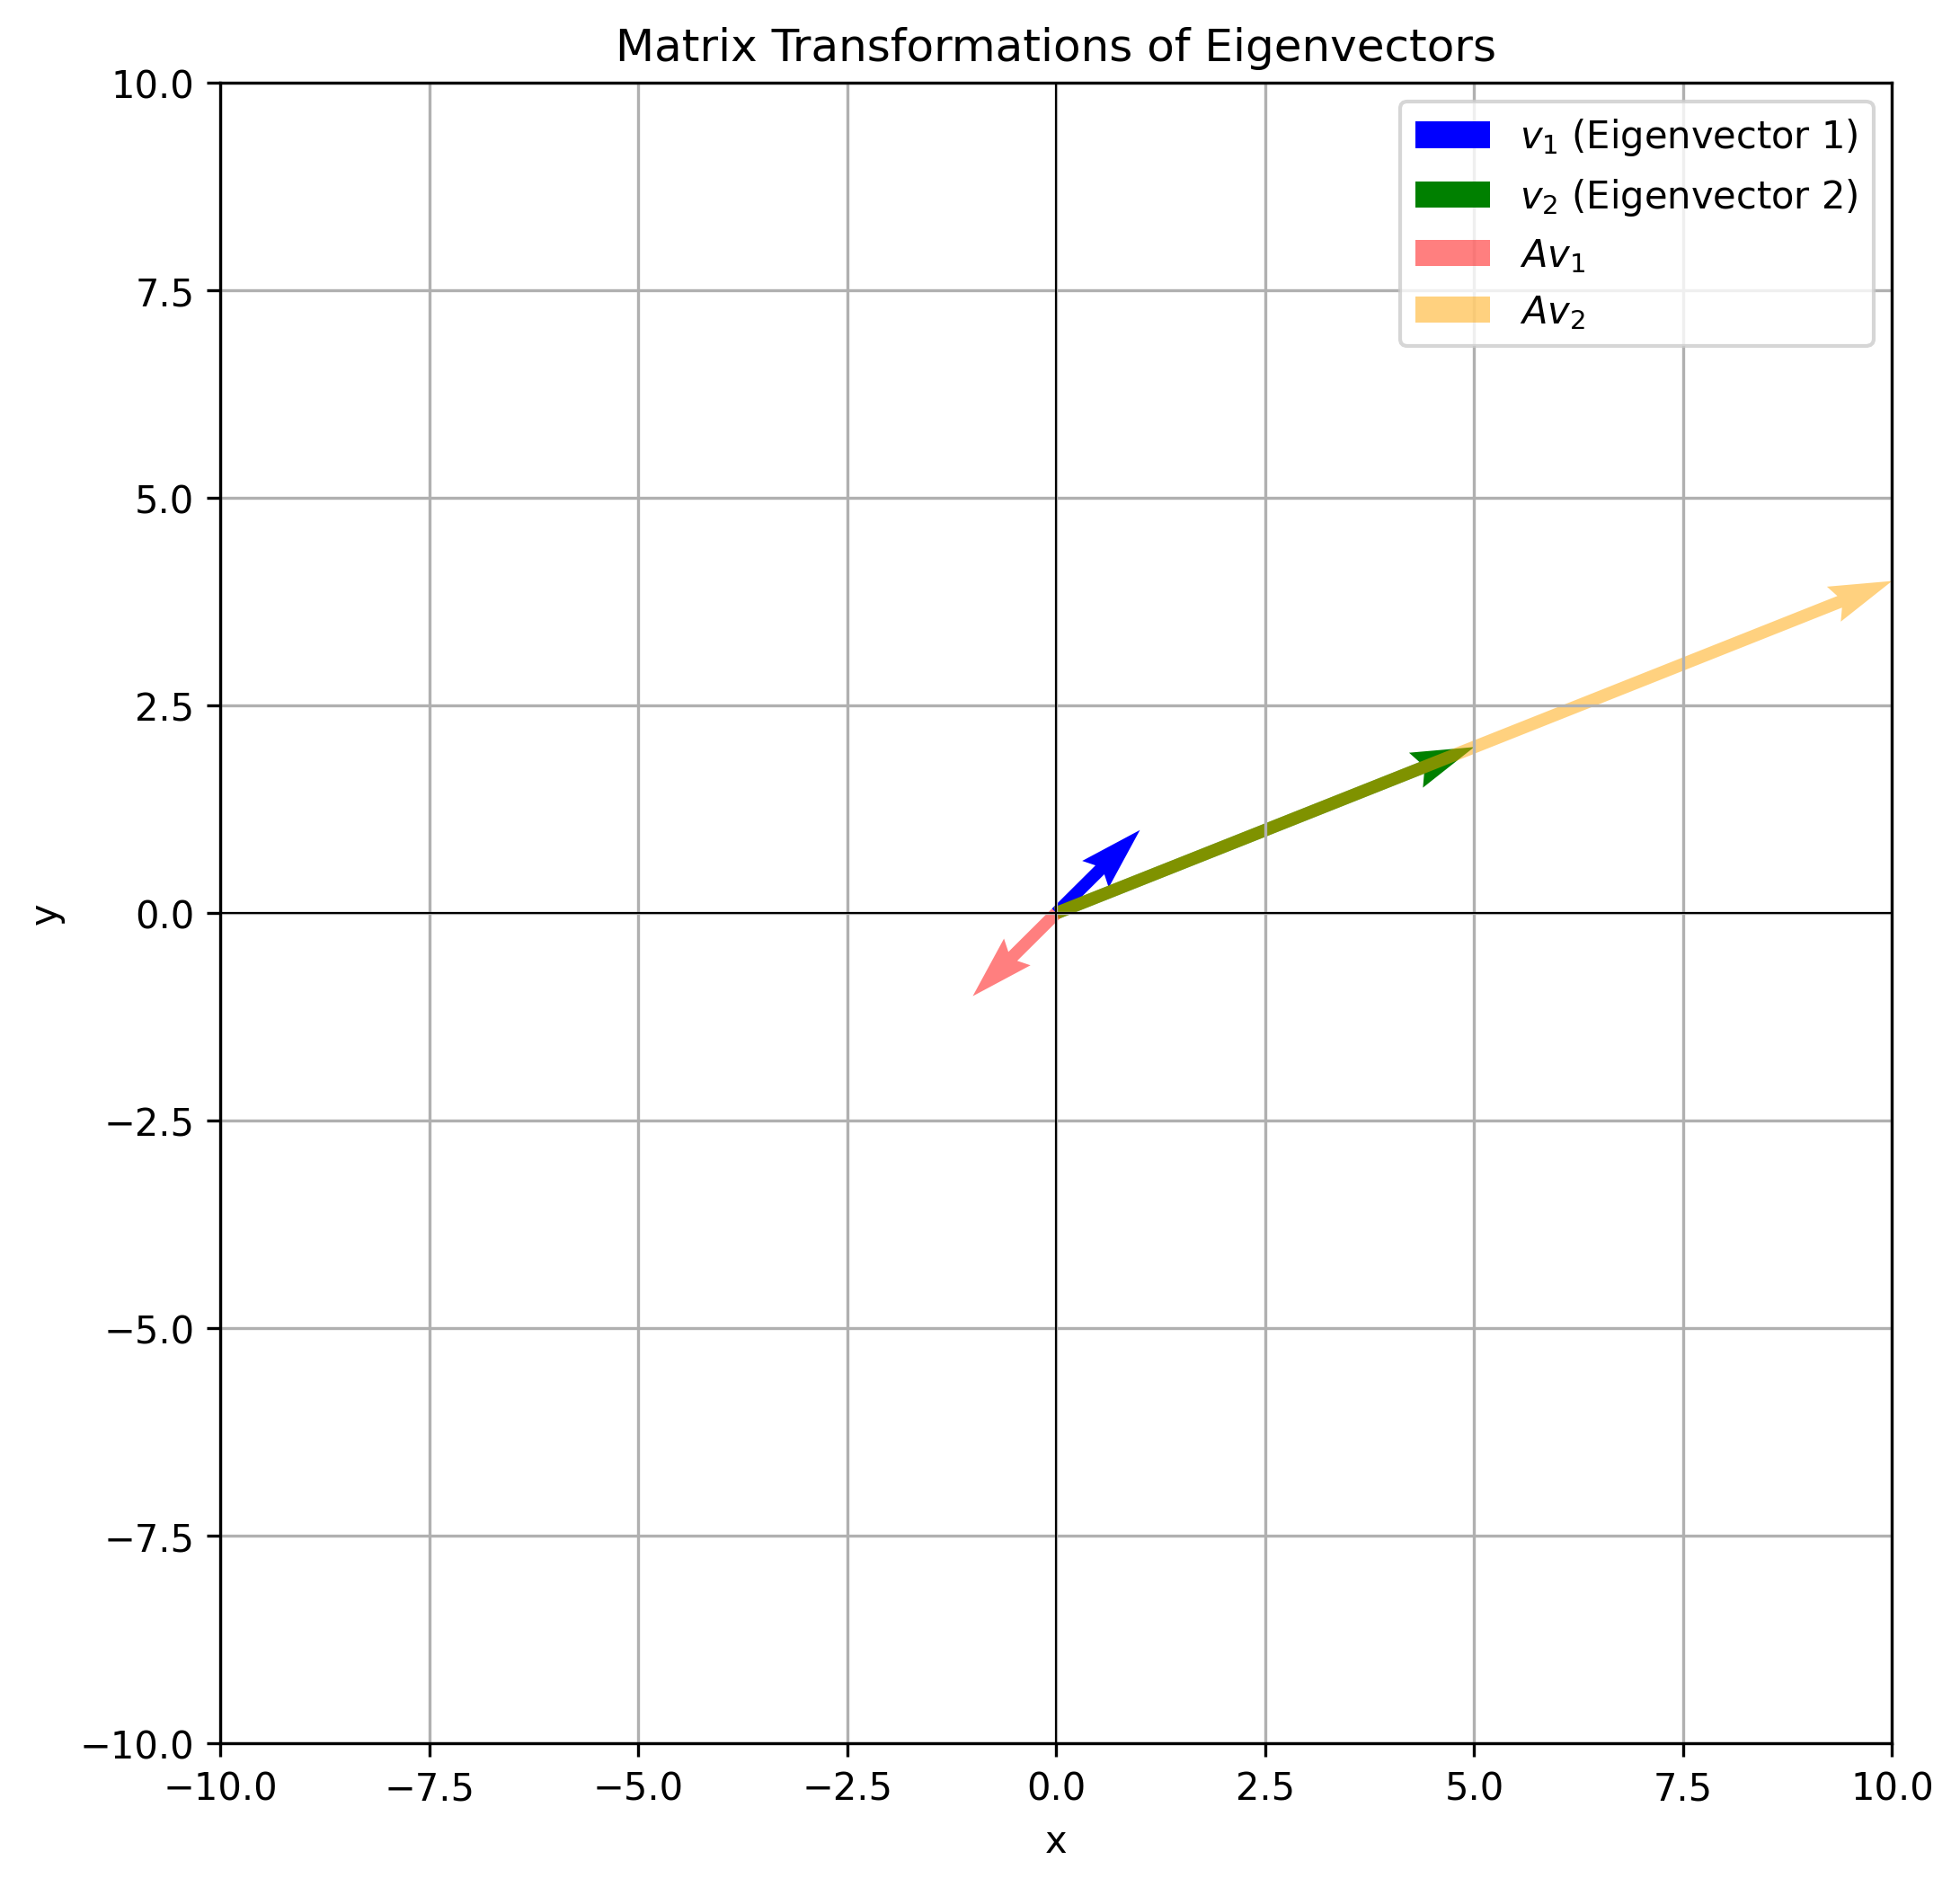 Matrix Transformations of Eigenvectors
10.0
7.5
5.0
2.5
0.0
−2.5
−5.0
−7.5
−10.0
y
v₁ (Eigenvector 1)
v₂ (Eigenvector 2)
Av₁
Av₂
−10.0 −7.5 −5.0 −2.5 0.0 2.5 5.0 7.5 10.0
x